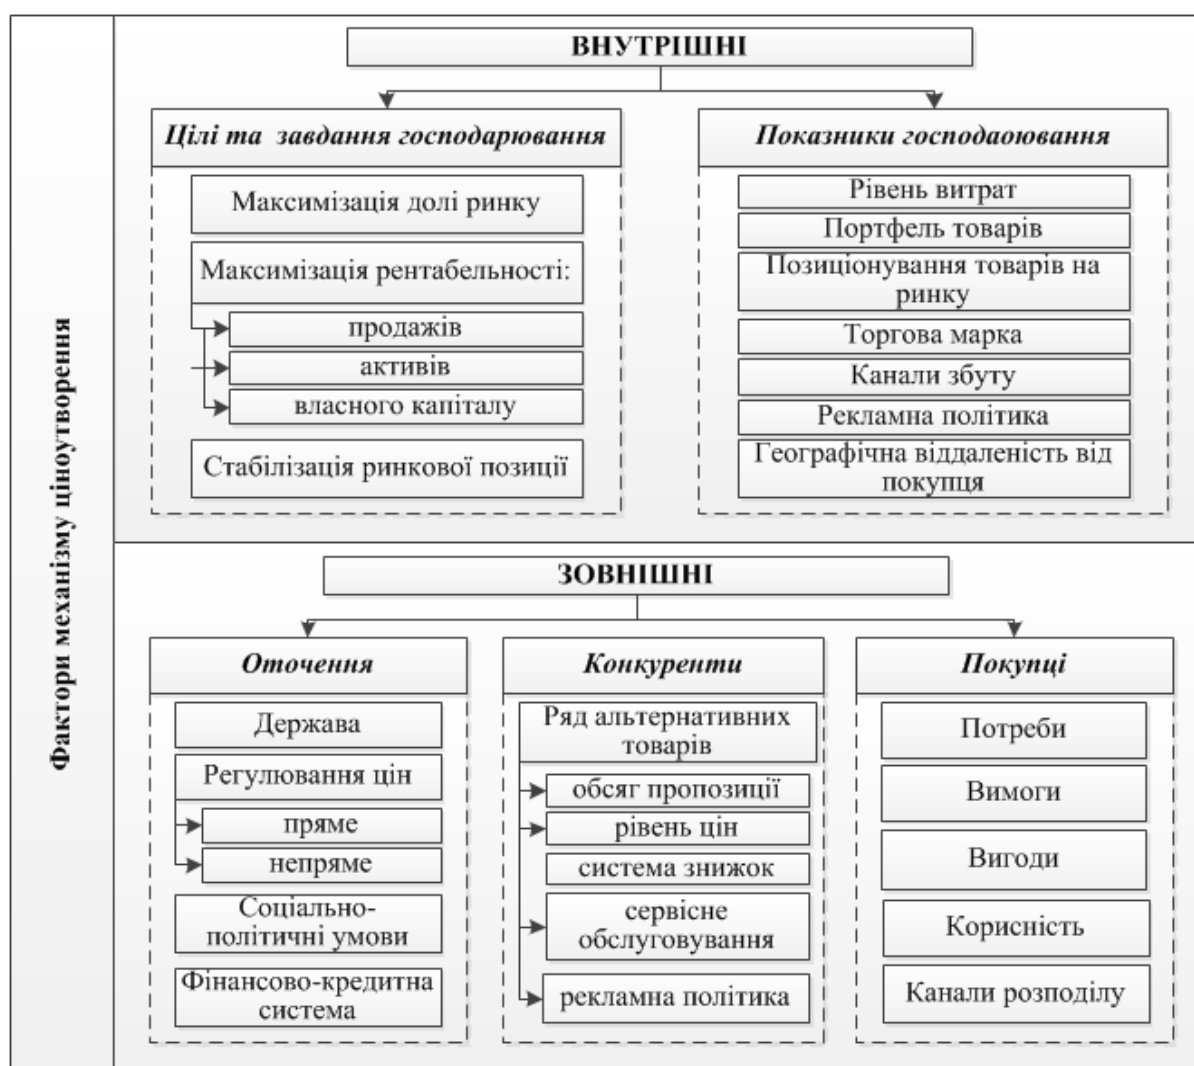 Фактори механізму ціноутворення
ВНУТРІШНІ
Цілі та завдання господарювання
Максимізація долі ринку
Максимізація рентабельності:
продажів
активів
власного капіталу
Стабілізація ринкової позиції
Показники господаоювання
Рівень витрат
Портфель товарів
Позиціонування товарів на
ринку
Торгова марка
Канали збуту
Рекламна політика
Географічна віддаленість від
покупця
ЗОВНІШНІ
Оточення
Держава
Регулювання цін
пряме
непряме
Соціально-
політичні умови
Фінансово-кредитна
система
Конкуренти
Ряд альтернативних
товарів
обсяг пропозиції
рівень цін
система знижок
сервісне
обслуговування
рекламна політика
Покупці
Потреби
Вимоги
Вигоди
Корисність
Канали розподілу